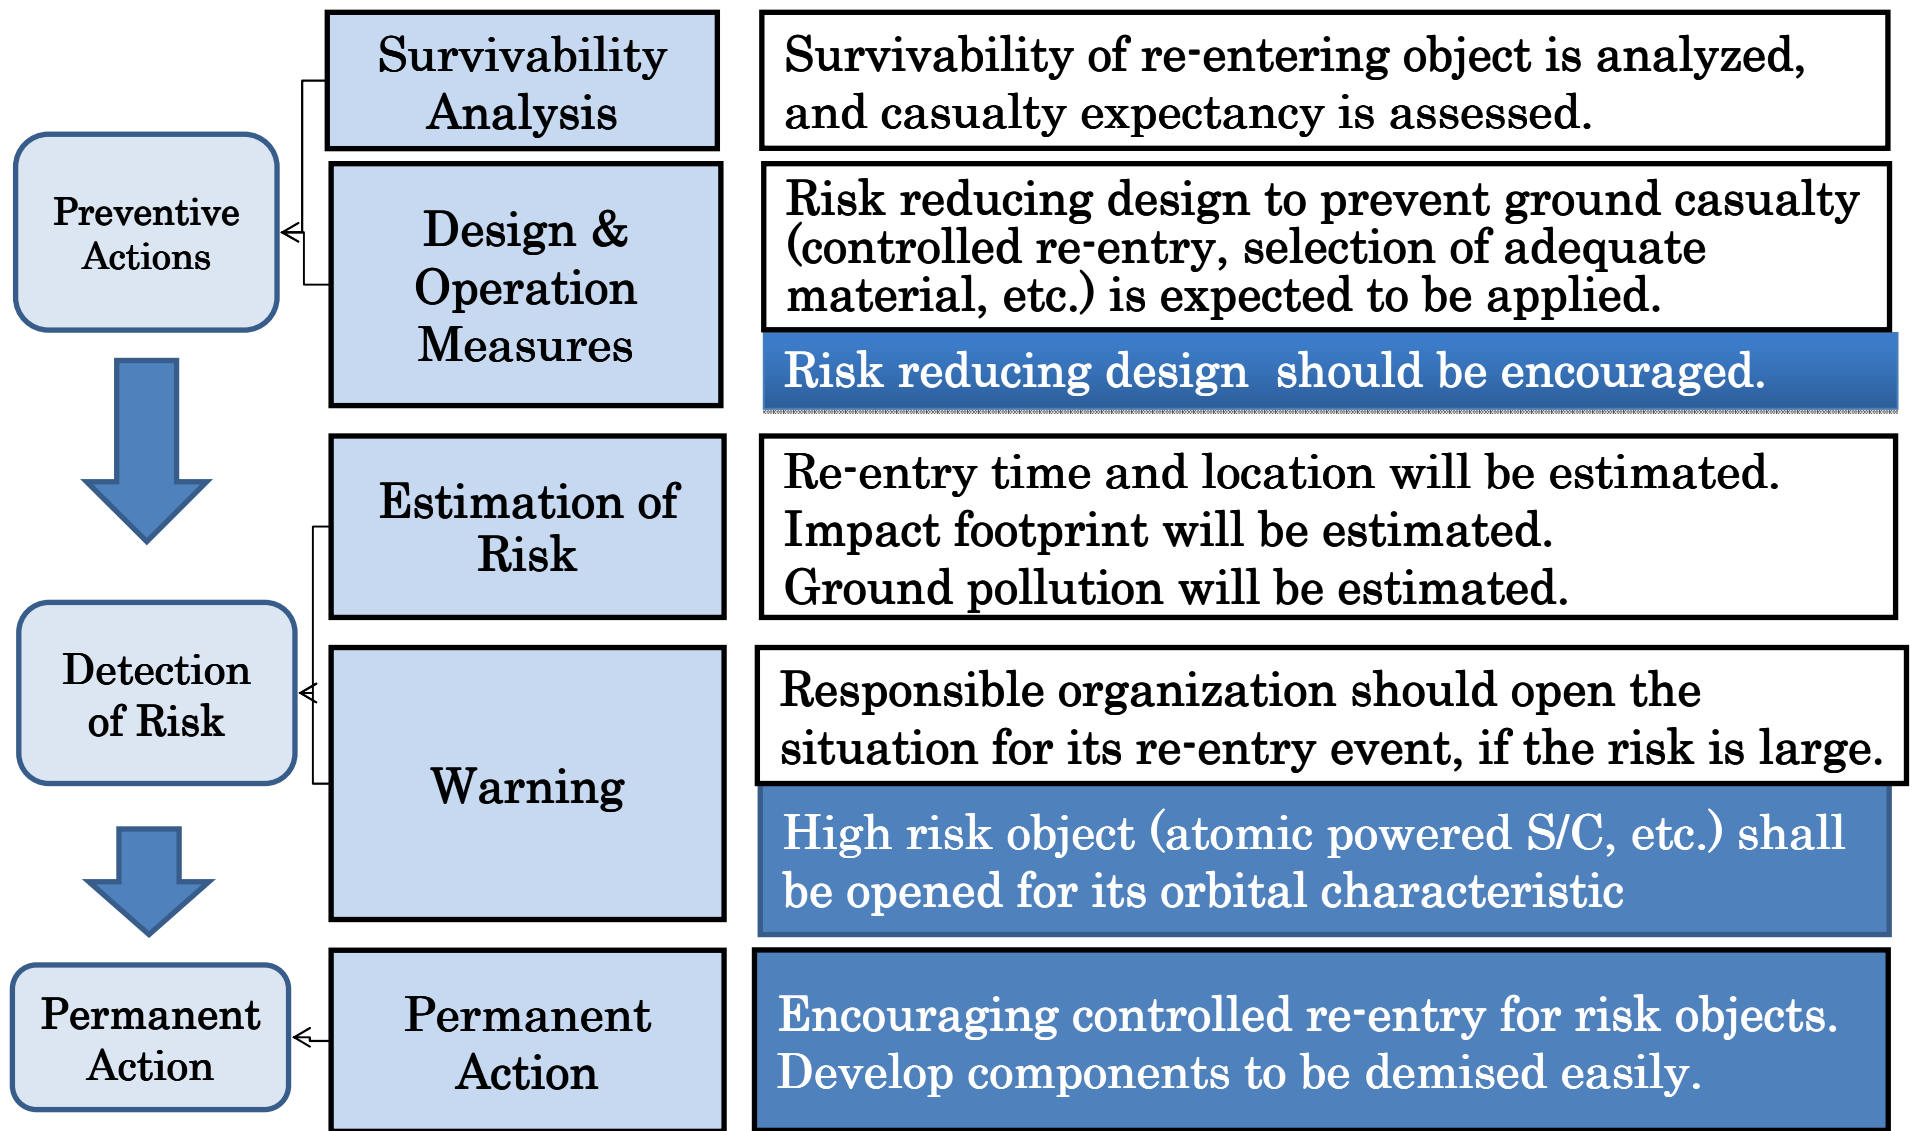 Survivability
Analysis
Survivability of re-entering object is analyzed,
and casualty expectancy is assessed.
Preventive
Actions
Design &
Operation
Measures
Risk reducing design to prevent ground casualty
(controlled re-entry, selection of adequate
material, etc.) is expected to be applied.
Risk reducing design should be encouraged.
Estimation of
Risk
Re-entry time and location will be estimated.
Impact footprint will be estimated.
Ground pollution will be estimated.
Detection
of Risk
Warning
Responsible organization should open the
situation for its re-entry event, if the risk is large.
High risk object (atomic powered S/C, etc.) shall
be opened for its orbital characteristic
Permanent
Action
Permanent
Action
Encouraging controlled re-entry for risk objects.
Develop components to be demised easily.